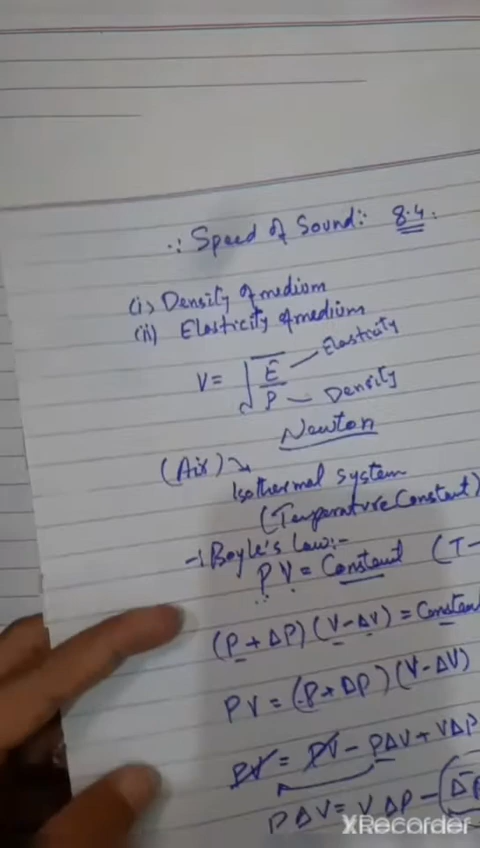 ∴ Speed of Sound:- 8.4.
(i) Density of medium
(ii) Elasticity of medium
V = √(E/ρ) — Elasticity
— Density
Newton
(Air) ↘
Isothermal system
(Temperature Constant)
→ Boyle's Law:-
PV = Constant (T-
(P + ΔP) (V - ΔV) = Constan
PV = (P + ΔP) (V - ΔV)
PV = PV - PΔV + VΔP
PΔV = VΔP - (ΔP
XRecorder